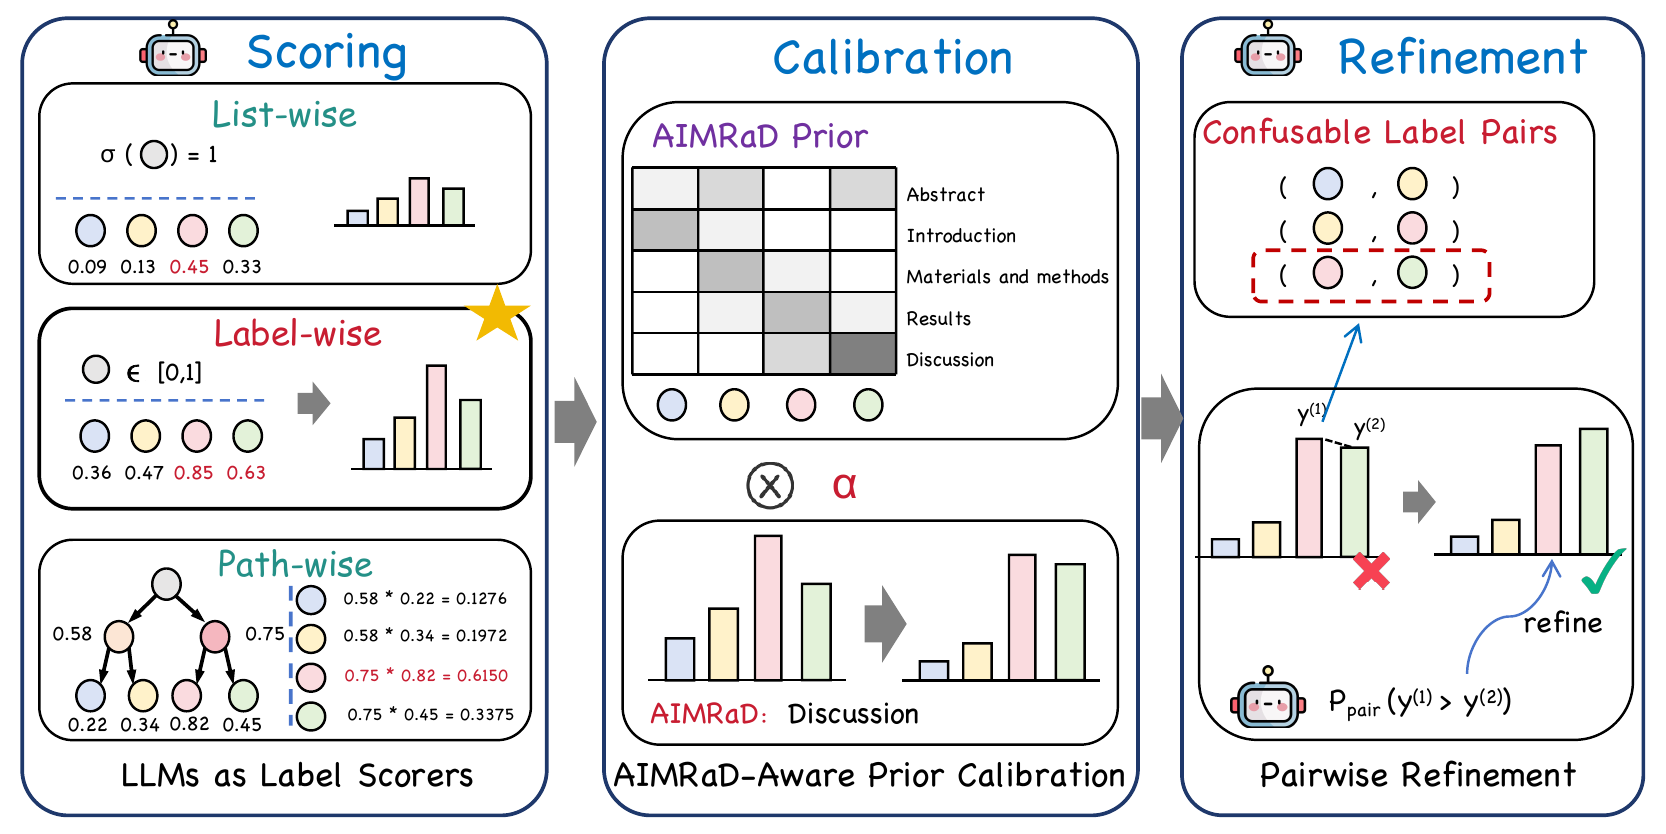 Scoring
List-wise
σ ( ) = 1
0.09 0.13 0.45 0.33
Label-wise
ϵ [0,1]
0.36 0.47 0.85 0.63
Path-wise
0.58 0.75
0.22 0.34 0.82 0.45
0.58 * 0.22 = 0.1276
0.58 * 0.34 = 0.1972
0.75 * 0.82 = 0.6150
0.75 * 0.45 = 0.3375
LLMs as Label Scorers
Calibration
AIMRaD Prior
Abstract
Introduction
Materials and methods
Results
Discussion
X α
AIMRaD: Discussion
AIMRaD-Aware Prior Calibration
Refinement
Confusable Label Pairs
( , )
( , )
( , )
y(1)
y(2)
refine
Ppair (y(1) > y(2))
Pairwise Refinement